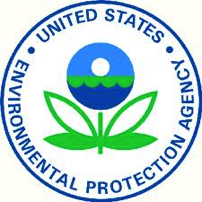 UNITED STATES
ENVIRONMENTAL PROTECTION AGENCY